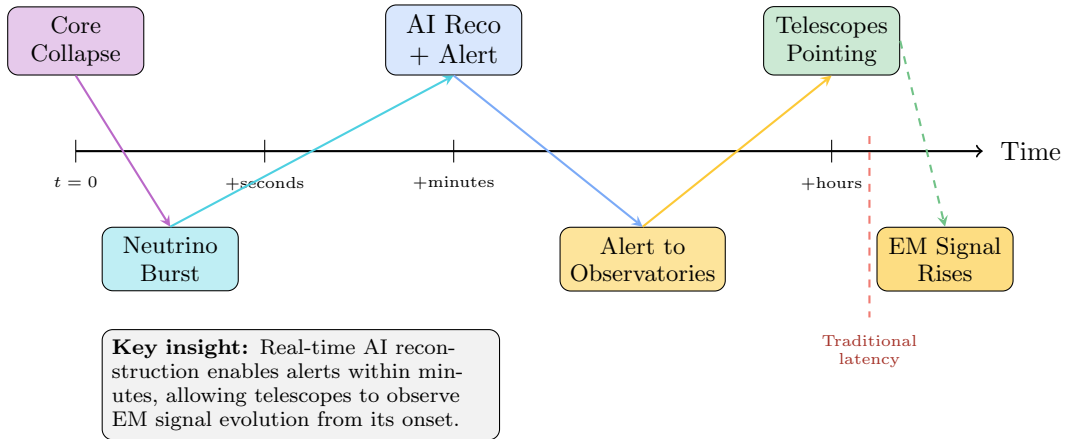 Core
Collapse
AI Reco
+ Alert
Telescopes
Pointing
Time
t = 0
+seconds
+minutes
+hours
Neutrino
Burst
Alert to
Observatories
EM Signal
Rises
Traditional
latency
Key insight: Real-time AI recon-
struction enables alerts within min-
utes, allowing telescopes to observe
EM signal evolution from its onset.